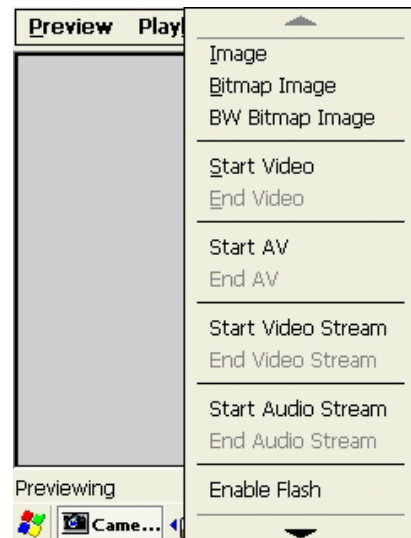 Preview
Image
Bitmap Image
BW Bitmap Image
Start Video
End Video
Start AV
End AV
Start Video Stream
End Video Stream
Start Audio Stream
End Audio Stream
Enable Flash
Previewing
Came...